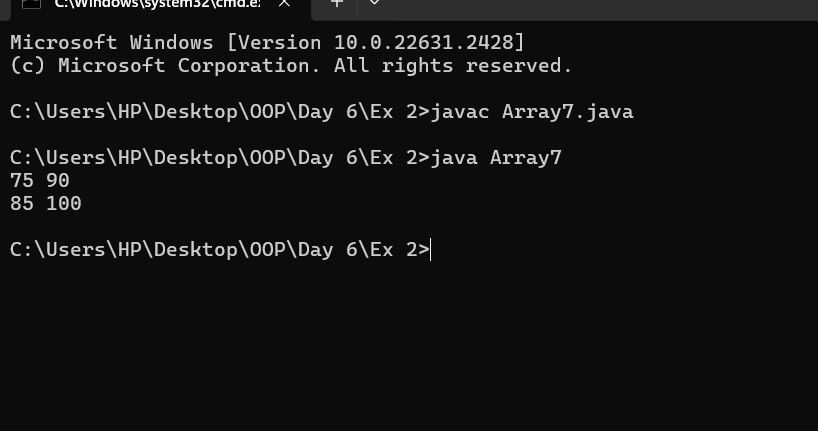 C:\Windows\system32\cmd.e
Microsoft Windows [Version 10.0.22631.2428]
(c) Microsoft Corporation. All rights reserved.
C:\Users\HP\Desktop\OOP\Day 6\Ex 2>javac Array7.java
C:\Users\HP\Desktop\OOP\Day 6\Ex 2>java Array7
75 90
85 100
C:\Users\HP\Desktop\OOP\Day 6\Ex 2>